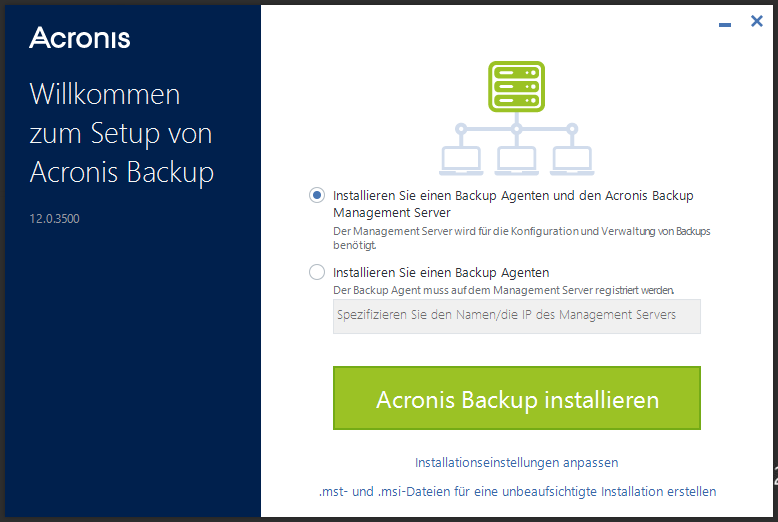 Acronis
Willkommen
zum Setup von
Acronis Backup
12.0.3500
Installieren Sie einen Backup Agenten und den Acronis Backup
Management Server
Der Management Server wird für die Konfiguration und Verwaltung von Backups
benötigt.
Installieren Sie einen Backup Agenten
Der Backup Agent muss auf dem Management Server registriert werden.
Spezifizieren Sie den Namen/die IP des Management Servers
Acronis Backup installieren
Installationseinstellungen anpassen
.mst- und .msi-Dateien für eine unbeaufsichtigte Installation erstellen